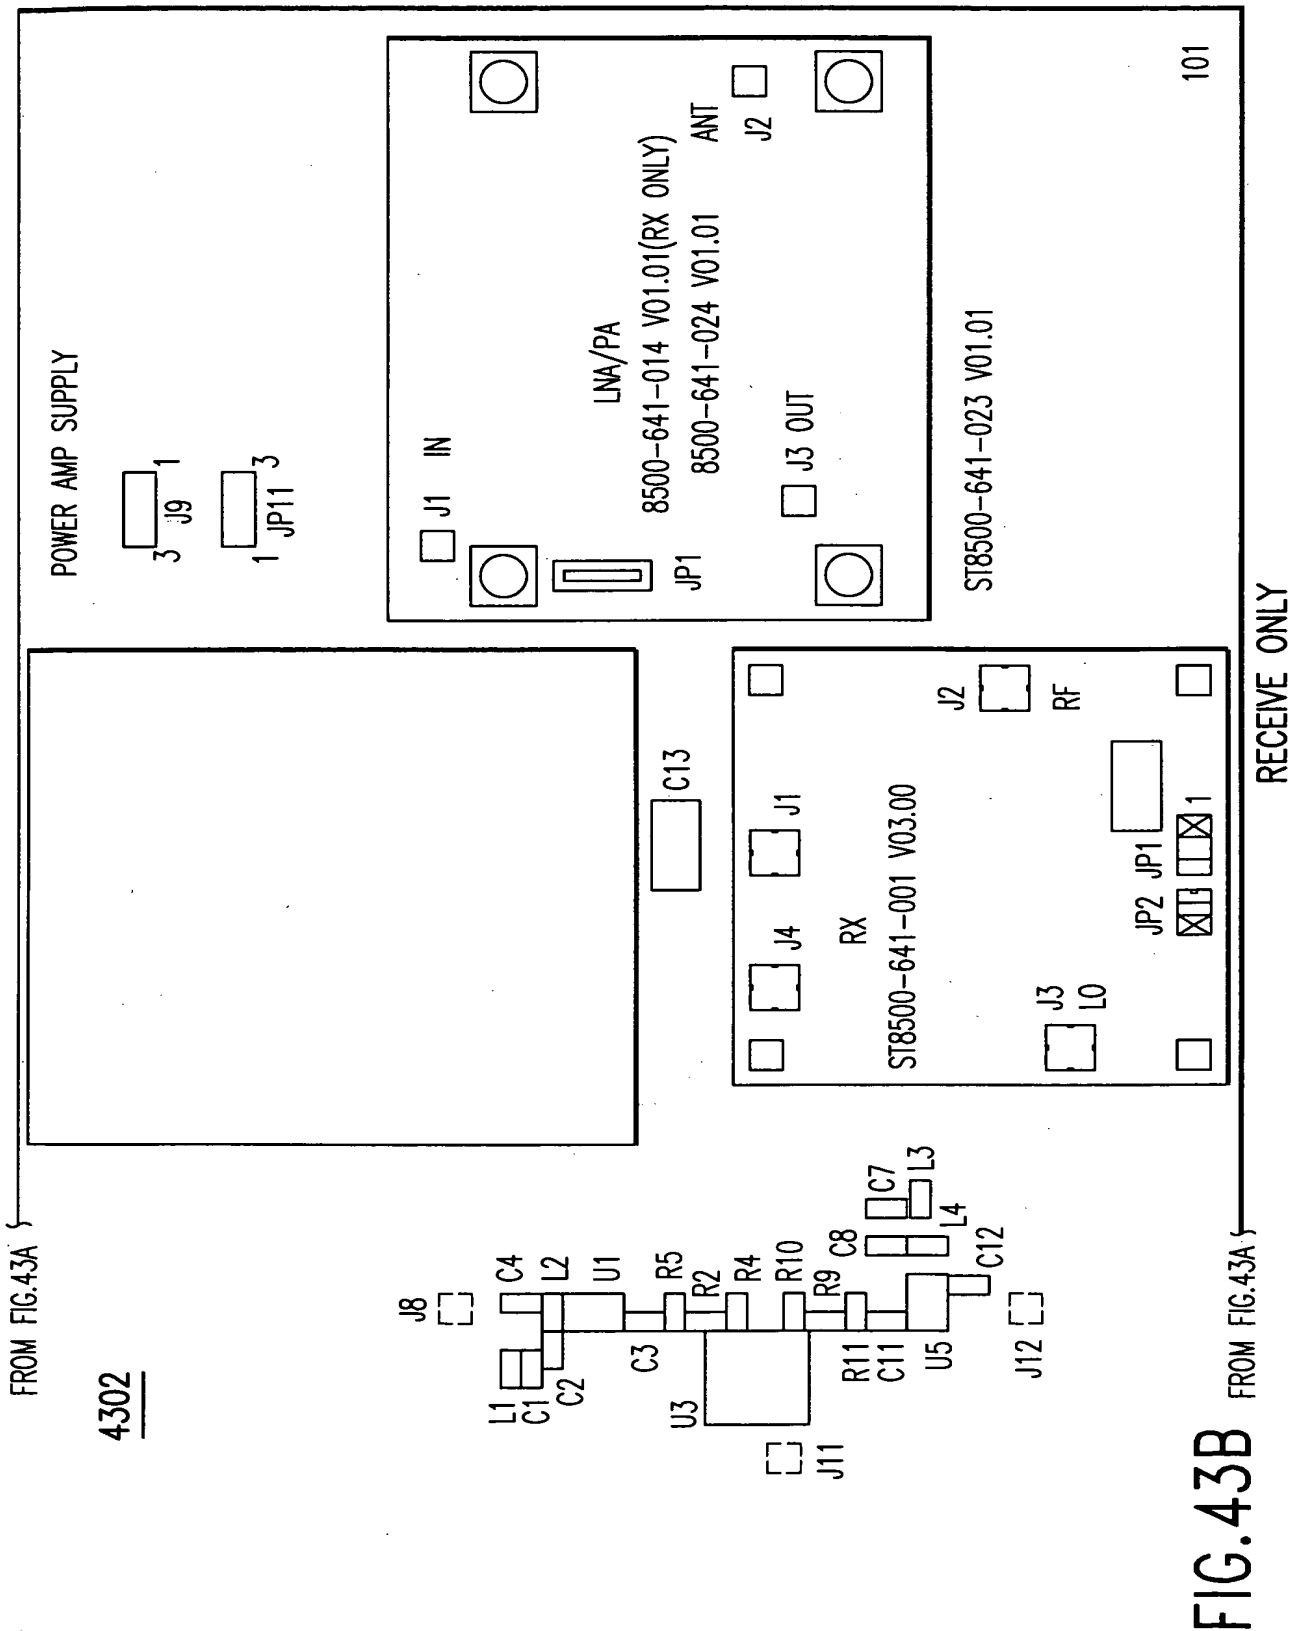 FROM FIG.43A
4302
POWER AMP SUPPLY
3
J9
1
1
JP11
3
J1 IN
JP1
LNA/PA
8500-641-014 V01.01(RX ONLY)
8500-641-024 V01.01
ANT
J2
J3 OUT
ST8500-641-023 V01.01
101
C13
J4
J1
RX
ST8500-641-001 V03.00
J2
RF
J3
LO
JP2
JP1
1
J8
L1
C1
C2
C4
L2
U1
C3
R5
R2
R4
U3
J11
R10
R9
R11
C11
U5
C8
C7
L3
L4
C12
J12
FROM FIG.43A
RECEIVE ONLY
FIG.43B